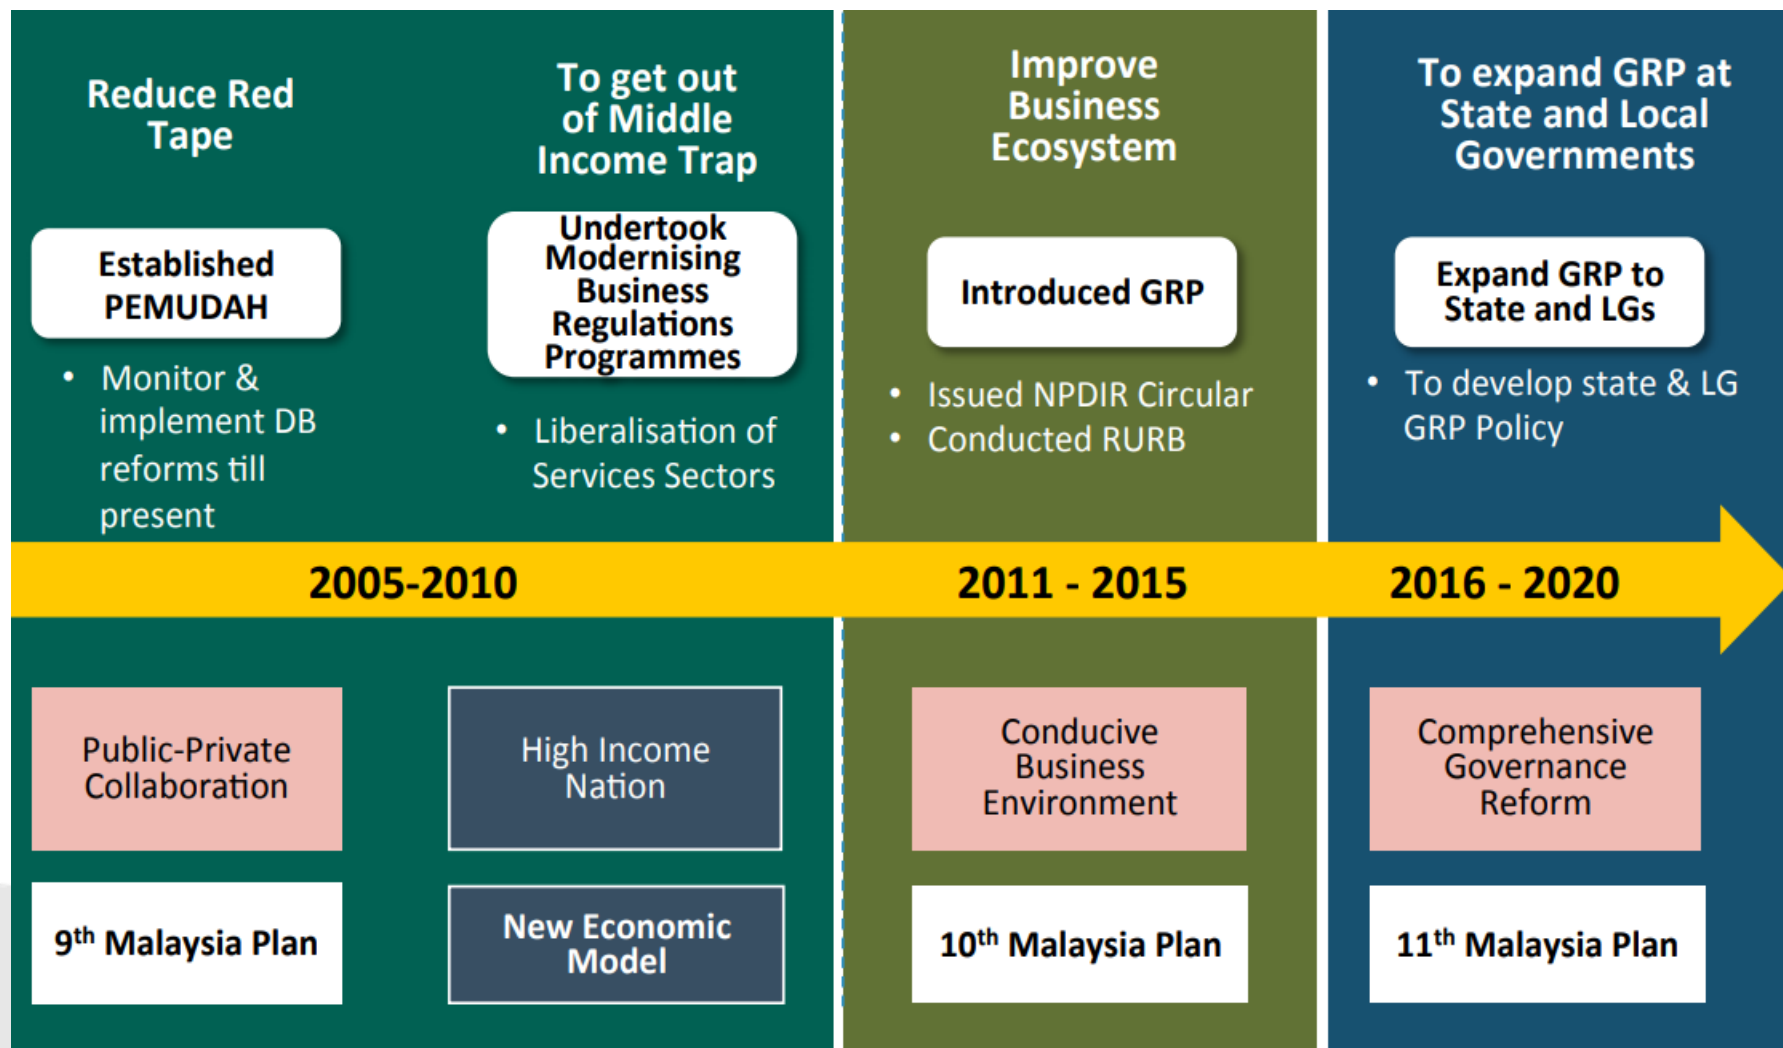 Reduce Red
Tape
Established
PEMUDAH
• Monitor &
implement DB
reforms till
present
To get out
of Middle
Income Trap
Undertook
Modernising
Business
Regulations
Programmes
• Liberalisation of
Services Sectors
Improve
Business
Ecosystem
Introduced GRP
• Issued NPDIR Circular
• Conducted RURB
To expand GRP at
State and Local
Governments
Expand GRP to
State and LGs
• To develop state & LG
GRP Policy
2005-2010
2011 - 2015
2016 - 2020
Public-Private
Collaboration
9th Malaysia Plan
High Income
Nation
New Economic
Model
Conducive
Business
Environment
10th Malaysia Plan
Comprehensive
Governance
Reform
11th Malaysia Plan